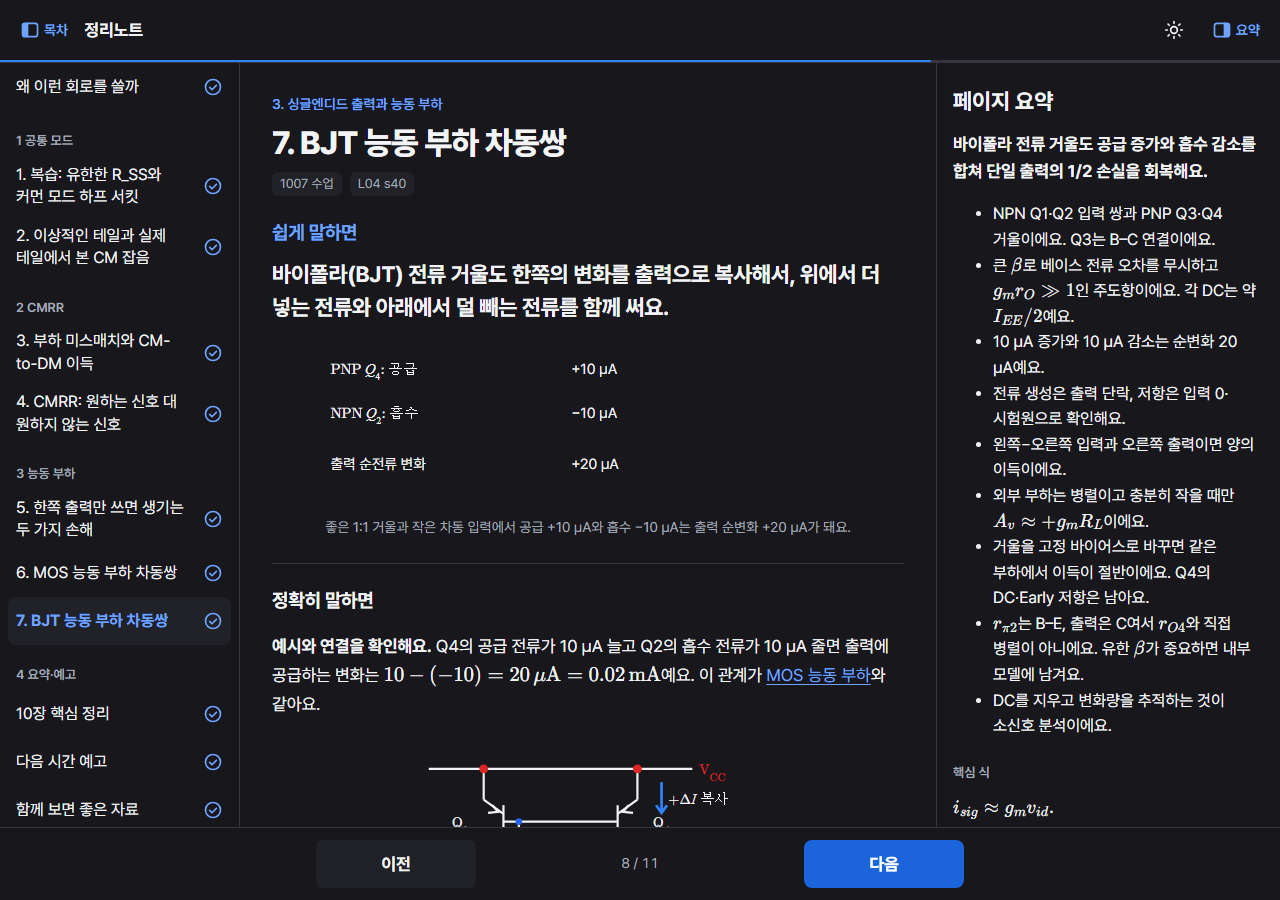 목차
정리노트
요약
왜 이런 회로를 쓸까
1 공통 모드
1. 복습: 유한한 R_SS와
커먼 모드 하프 서킷
2. 이상적인 테일과 실제
테일에서 본 CM 잡음
2 CMRR
3. 부하 미스매치와 CM-
to-DM 이득
4. CMRR: 원하는 신호 대
원하지 않는 신호
3 능동 부하
5. 한쪽 출력만 쓰면 생기는
두 가지 손해
6. MOS 능동 부하 차동쌍
7. BJT 능동 부하 차동쌍
4 요약·예고
10장 핵심 정리
다음 시간 예고
함께 보면 좋은 자료
3. 싱글엔디드 출력과 능동 부하
7. BJT 능동 부하 차동쌍
1007 수업
L04 s40
쉽게 말하면
바이폴라(BJT) 전류 거울도 한쪽의 변화를 출력으로 복사해서, 위에서 더
넣는 전류와 아래에서 덜 빼는 전류를 함께 써요.
PNP Q₄: 공급 +10 μA
NPN Q₂: 흡수 −10 μA
출력 순전류 변화 +20 μA
좋은 1:1 거울과 작은 차동 입력에서 공급 +10 μA와 흡수 −10 μA는 출력 순변화 +20 μA가 돼요.
정확히 말하면
예시와 연결을 확인해요. Q4의 공급 전류가 10 μA 늘고 Q2의 흡수 전류가 10 μA 줄면 출력에
공급하는 변화는 10 − (−10) = 20 μA = 0.02 mA예요. 이 관계가 MOS 능동 부하와
같아요.
V_CC
+ΔI 복사
Q
Q
페이지 요약
바이폴라 전류 거울도 공급 증가와 흡수 감소를
합쳐 단일 출력의 1/2 손실을 회복해요.
• NPN Q1·Q2 입력 쌍과 PNP Q3·Q4
거울이에요. Q3는 B–C 연결이에요.
• 큰 β로 베이스 전류 오차를 무시하고
g_m r_O ≫ 1인 주도항이에요. 각 DC는 약
I_EE/2예요.
• 10 μA 증가와 10 μA 감소는 순변화 20
μA예요.
• 전류 생성은 출력 단락, 저항은 입력 0·
시험원으로 확인해요.
• 왼쪽−오른쪽 입력과 오른쪽 출력이면 양의
이득이에요.
• 외부 부하는 병렬이고 충분히 작을 때만
A_v ≈ +g_m R_L이에요.
• 거울을 고정 바이어스로 바꾸면 같은
부하에서 이득이 절반이에요. Q4의
DC·Early 저항은 남아요.
• r_π2는 B–E, 출력은 C여서 r_O4와 직접
병렬이 아니에요. 유한 β가 중요하면 내부
모델에 남겨요.
• DC를 지우고 변화량을 추적하는 것이
소신호 분석이에요.
핵심 식
i_sig ≈ g_m v_id.
이전
8 / 11
다음